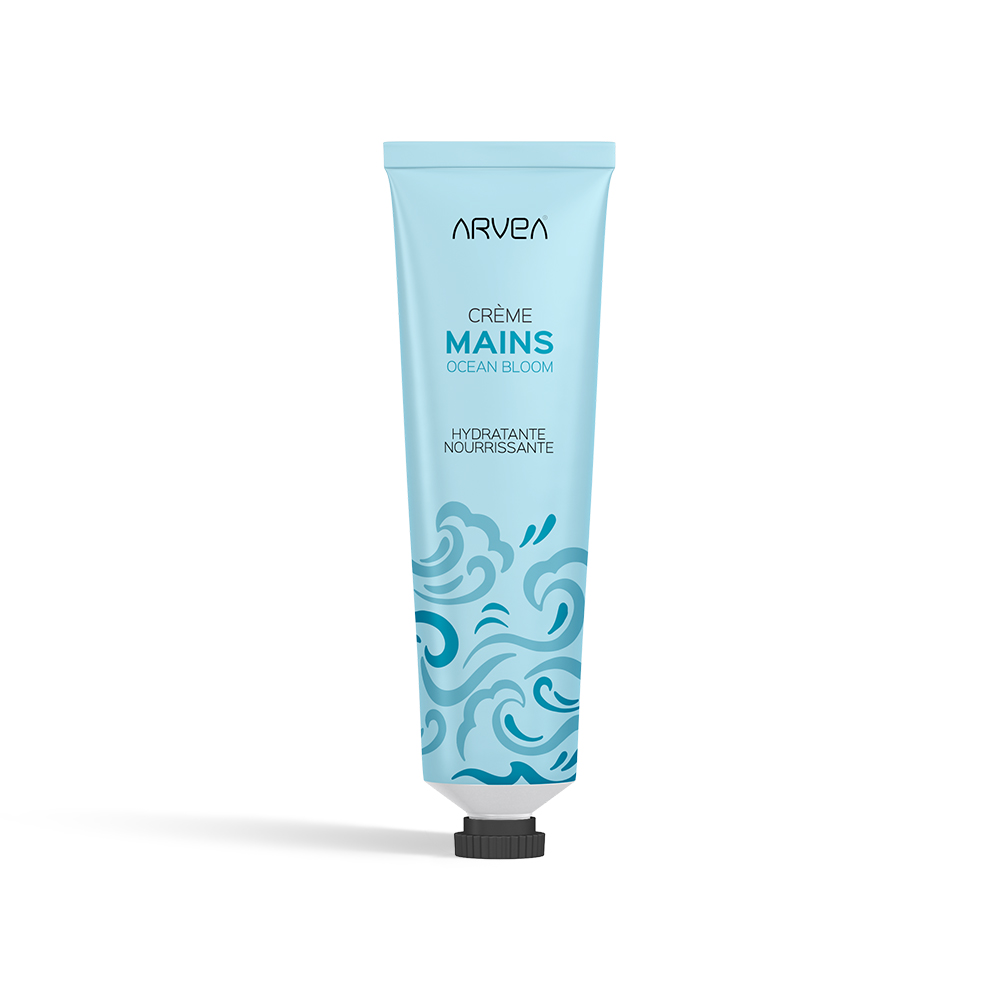 ARVEA®
CRÈME
MAINS
OCEAN BLOOM
HYDRATANTE
NOURRISSANTE